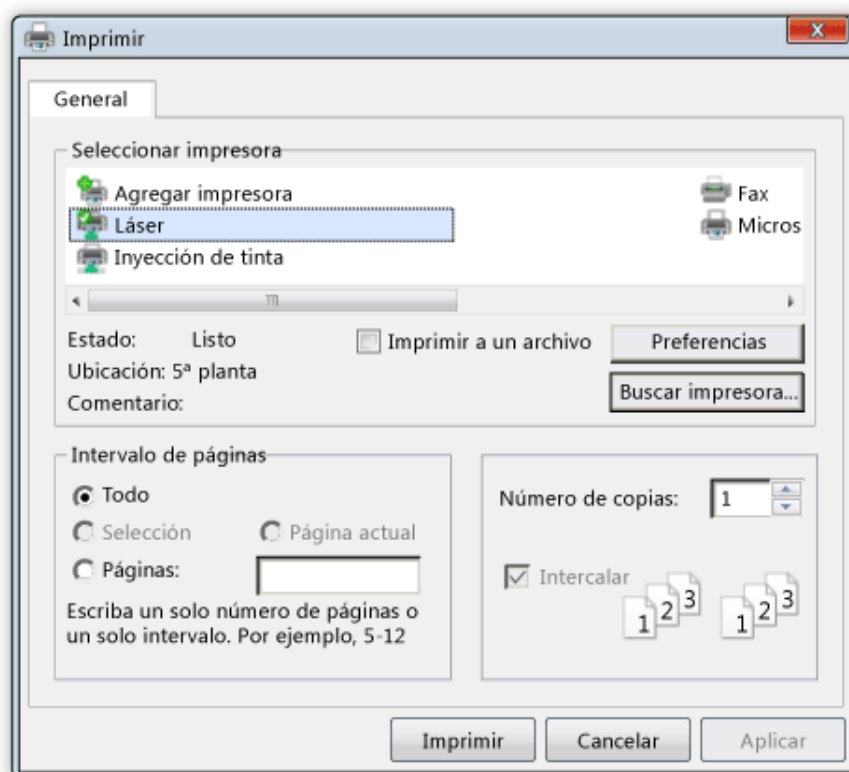 Imprimir
General
Seleccionar impresora
Agregar impresora
Fax
Láser
Micros
Inyección de tinta
Estado: Listo
Imprimir a un archivo
Preferencias
Ubicación: 5ª planta
Comentario:
Buscar impresora...
Intervalo de páginas
Todo
Selección
Página actual
Páginas:
Escriba un solo número de páginas o
un solo intervalo. Por ejemplo, 5-12
Número de copias: 1
Intercalar
1 2 3 1 2 3
Imprimir
Cancelar
Aplicar